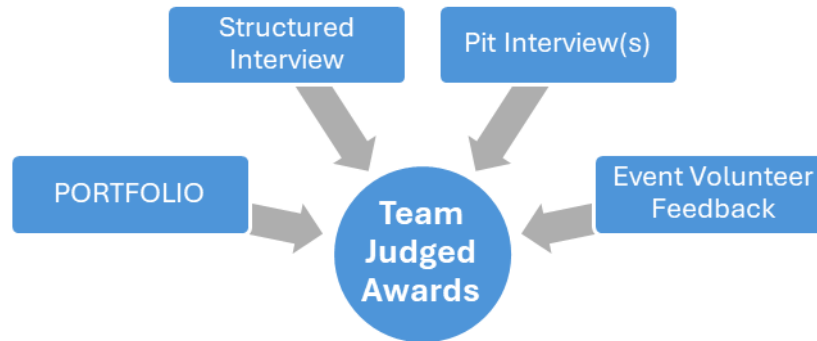 Structured
Interview
Pit Interview(s)
PORTFOLIO
Event Volunteer
Feedback
Team
Judged
Awards